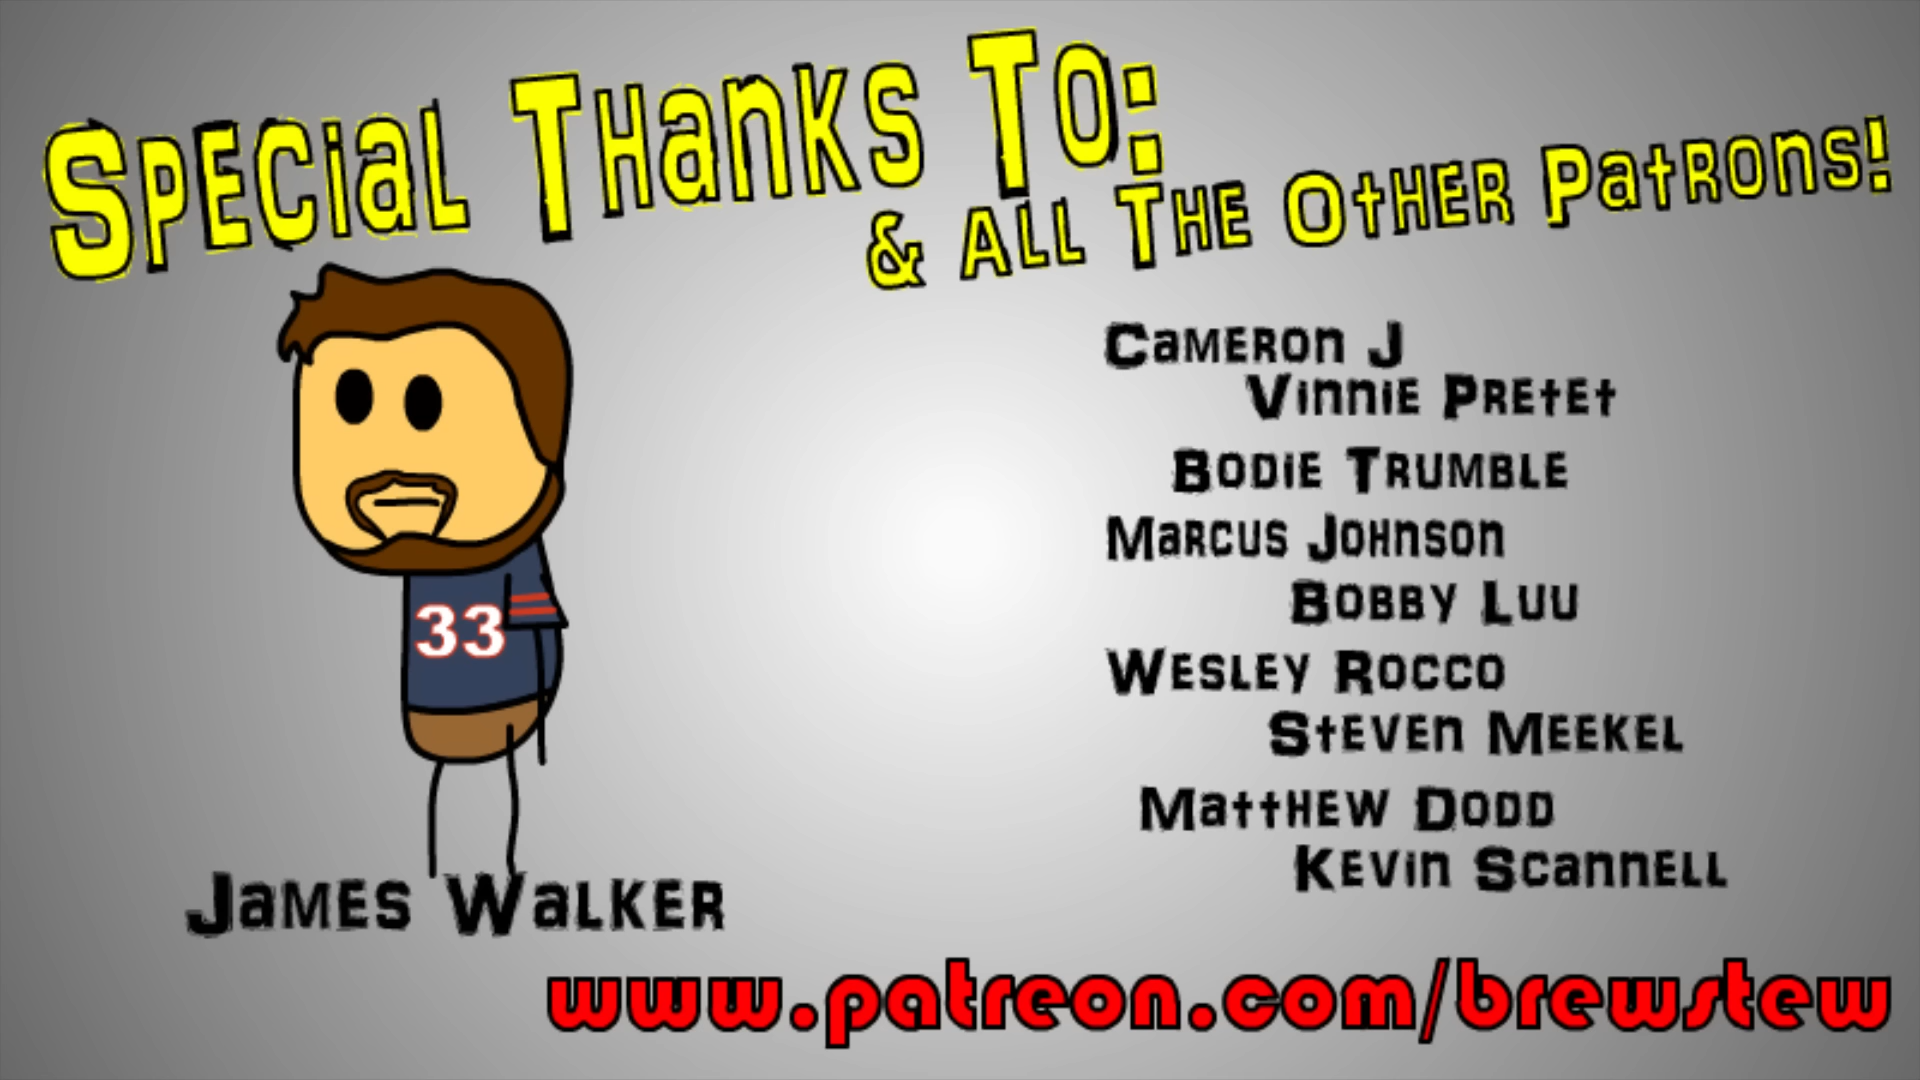 Special Thanks To:
& All The Other Patrons!
Cameron J
Vinnie Pretet
Bodie Trumble
Marcus Johnson
Bobby Luu
Wesley Rocco
Steven Meekel
Matthew Dodd
Kevin Scannell
33
James Walker
www.patreon.com/brewstew